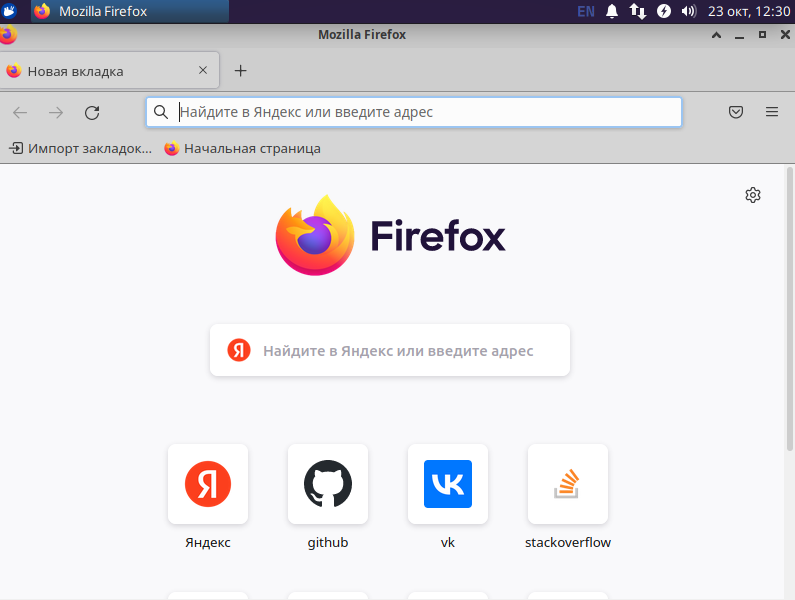 Mozilla Firefox
EN
23 окт, 12:30
Mozilla Firefox
Новая вкладка
Найдите в Яндекс или введите адрес
Импорт закладок...
Начальная страница
Firefox
Я
Найдите в Яндекс или введите адрес
Я
Яндекс
github
vk
stackoverflow